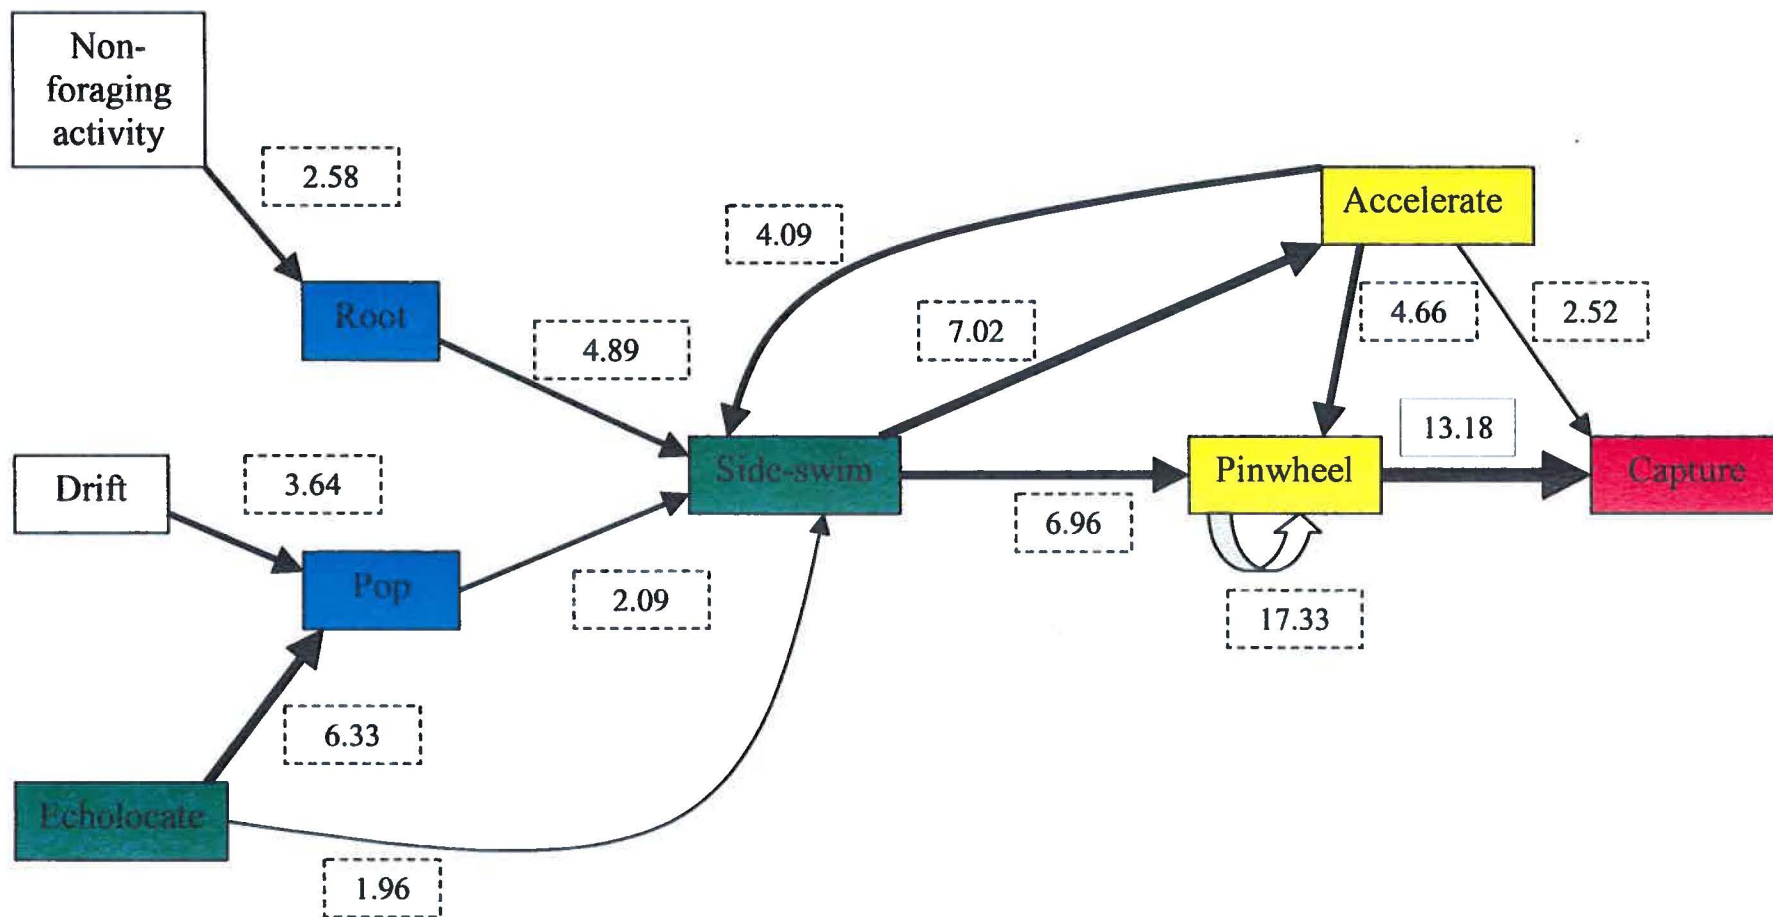 Non-
foraging
activity
2.58
Root
4.89
Drift
3.64
Pop
2.09
6.33
Echolocate
1.96
Side-swim
4.09
7.02
6.96
Accelerate
4.66
2.52
Pinwheel
13.18
17.33
Capture